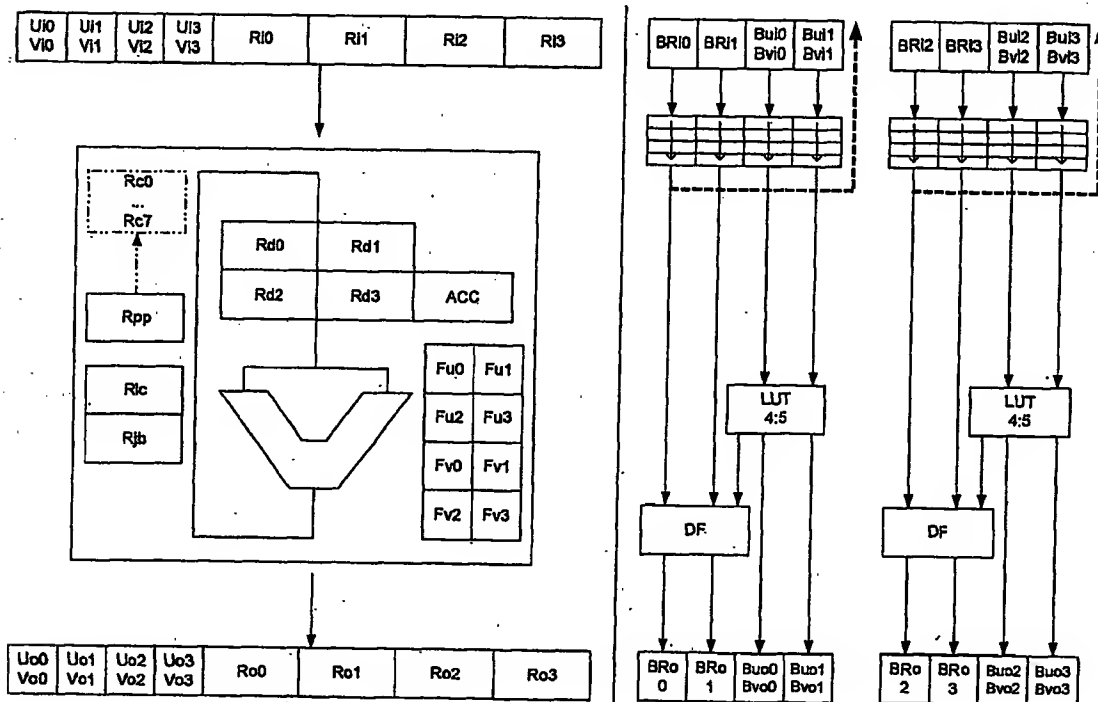 Ui0 Ui1 Ui2 Ui3
Vi0 Vi1 Vi2 Vi3
Ri0 Ri1 Ri2 Ri3
BRi0 BRi1 Bui0 Bui1
Bvi0 Bvi1
BRi2 BRi3 Bui2 Bui3
Bvi2 Bvi3
Rc0
...
Rc7
Rd0 Rd1
Rd2 Rd3 ACC
Rpp
Rlc
Rjb
Fu0 Fu1
Fu2 Fu3
Fv0 Fv1
Fv2 Fv3
LUT
4:5
LUT
4:5
DF
DF
Uo0 Uo1 Uo2 Uo3
Vo0 Vo1 Vo2 Vo3
Ro0 Ro1 Ro2 Ro3
BRo BRo Buo0 Buo1
0 1 Bvo0 Bvo1
BRo BRo Buo2 Buo3
2 3 Bvo2 Bvo3